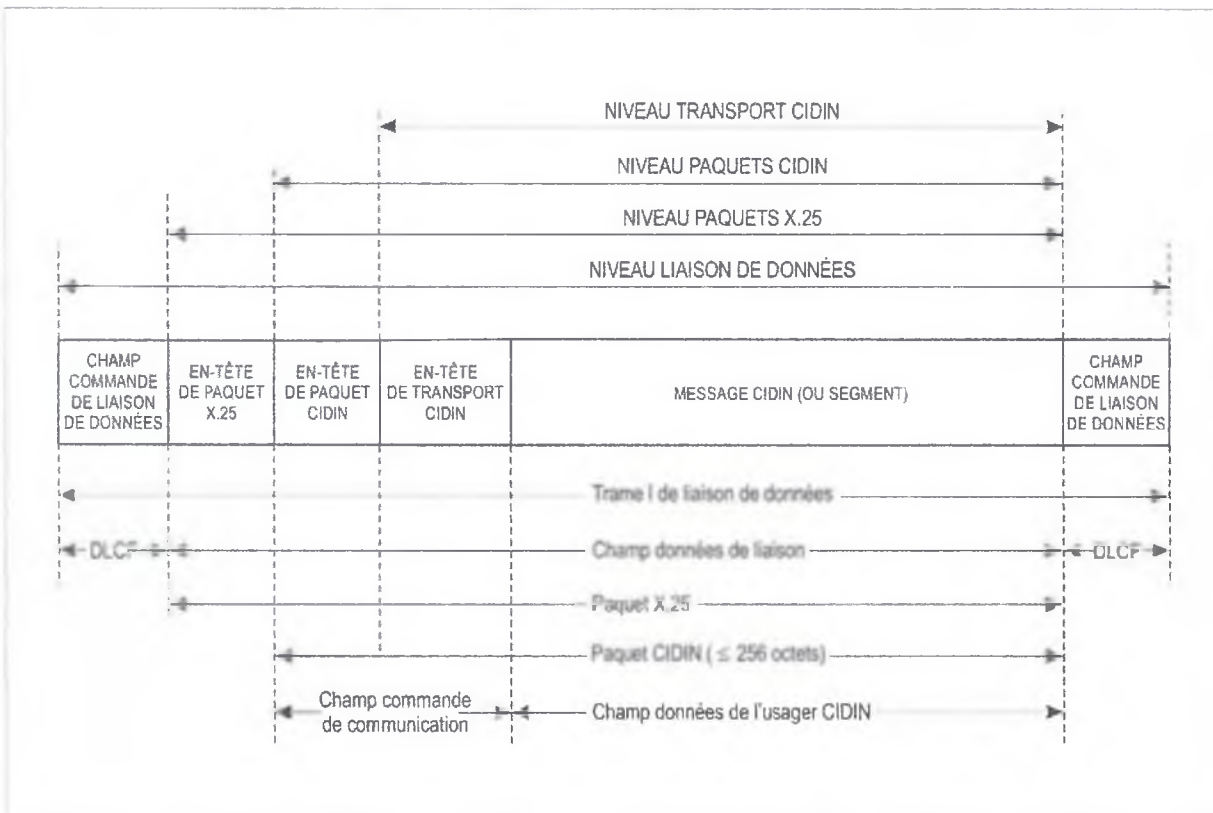 NIVEAU TRANSPORT CIDIN
NIVEAU PAQUETS CIDIN
NIVEAU PAQUETS X.25
NIVEAU LIAISON DE DONNÉES
CHAMP
COMMANDE
DE LIAISON
DE DONNÉES
EN-TÊTE
DE PAQUET
X.25
EN-TÊTE
DE PAQUET
CIDIN
EN-TÊTE
DE TRANSPORT
CIDIN
MESSAGE CIDIN (OU SEGMENT)
CHAMP
COMMANDE
DE LIAISON
DE DONNÉES
Trame I de liaison de données
DLCF
Champ données de liaison
DLCF
Paquet X.25
Paquet CIDIN ( ≤ 256 octets)
Champ commande
de communication
Champ données de l'usager CIDIN